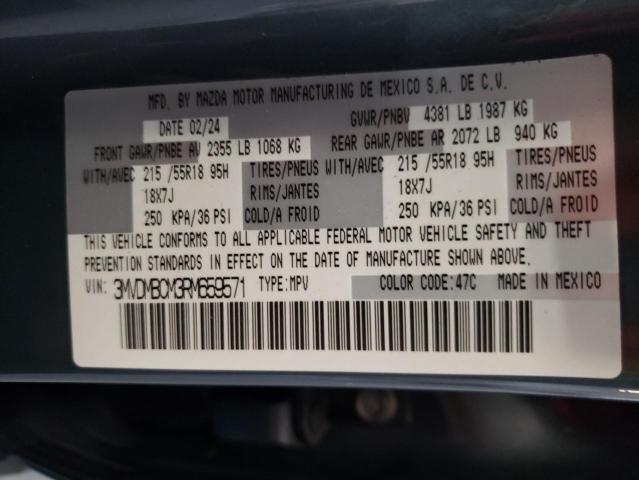 MFD. BY MAZDA MOTOR MANUFACTURING DE MEXICO S.A. DE C.V.
DATE 02/24 GVWR/PNBV 4381 LB 1987 KG
FRONT GAWR/PNBE AV 2355 LB 1068 KG REAR GAWR/PNBE AR 2072 LB 940 KG
WITH/AVEC 215 /55R18 95H TIRES/PNEUS WITH/AVEC 215 /55R18 95H TIRES/PNEUS
18X7J RIMS/JANTES 18X7J RIMS/JANTES
250 KPA/36 PSI COLD/A FROID 250 KPA/36 PSI COLD/A FROID
THIS VEHICLE CONFORMS TO ALL APPLICABLE FEDERAL MOTOR VEHICLE SAFETY AND THEFT
PREVENTION STANDARDS IN EFFECT ON THE DATE OF MANUFACTURE SHOWN ABOVE.
VIN: 3MVDMBCM3RM659571 TYPE: MPV COLOR CODE:47C MADE IN MEXICO